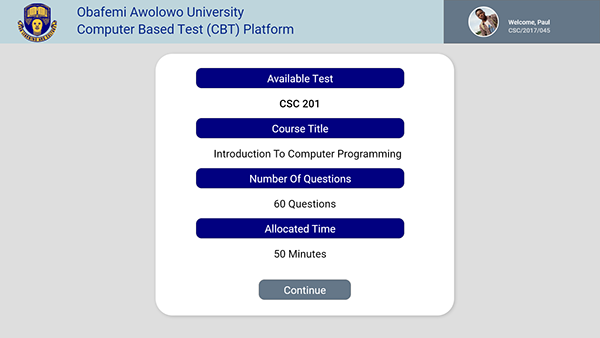 Obafemi Awolowo University
Computer Based Test (CBT) Platform
Welcome, Paul
CSC/2017/045
Available Test
CSC 201
Course Title
Introduction To Computer Programming
Number Of Questions
60 Questions
Allocated Time
50 Minutes
Continue